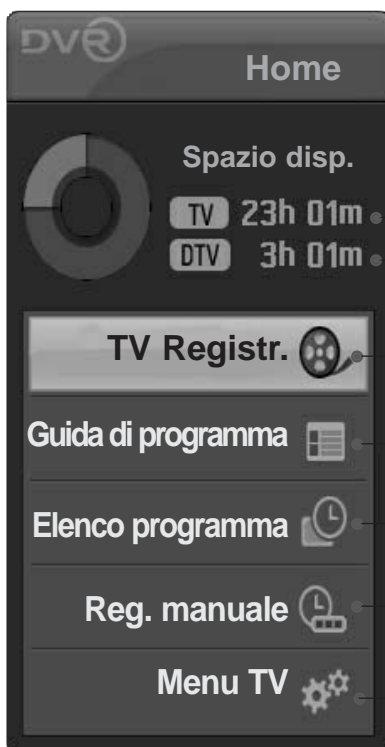 DVR
Home
Spazio disp.
TV 23h 01m
DTV 3h 01m
TV Registr.
Guida di programma
Elenco programma
Reg. manuale
Menu TV